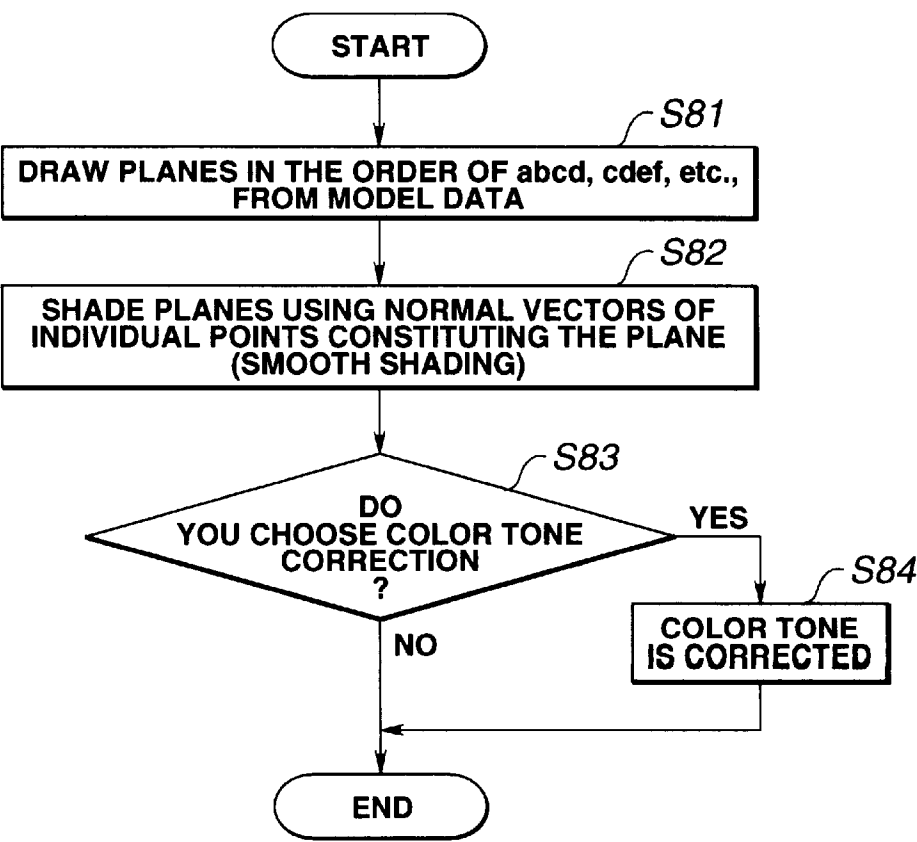 START
S81
DRAW PLANES IN THE ORDER OF abcd, cdef, etc.,
FROM MODEL DATA
S82
SHADE PLANES USING NORMAL VECTORS OF
INDIVIDUAL POINTS CONSTITUTING THE PLANE
(SMOOTH SHADING)
S83
DO
YOU CHOOSE COLOR TONE
CORRECTION
?
YES
S84
COLOR TONE
IS CORRECTED
NO
END